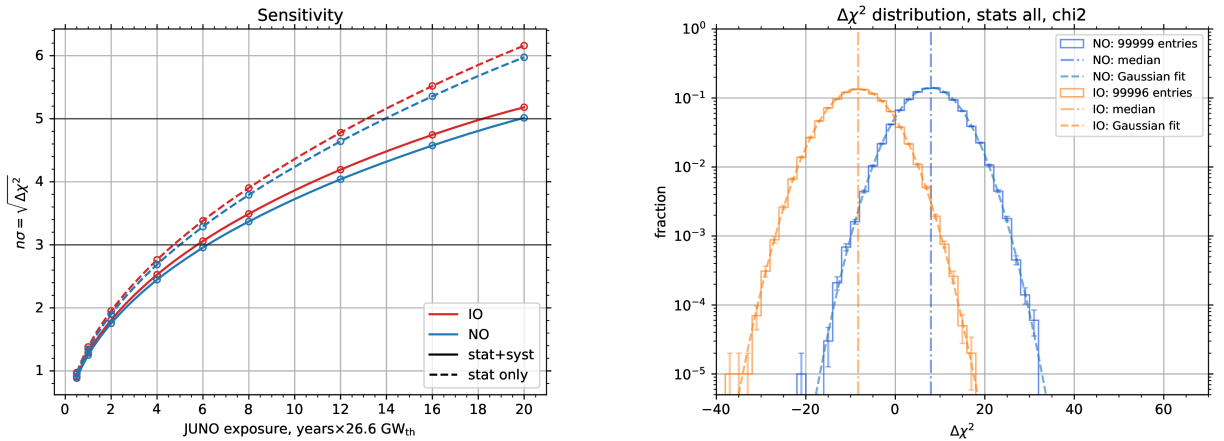 Sensitivity
nσ = √Δχ²
6
5
4
3
2
1
0 2 4 6 8 10 12 14 16 18 20
JUNO exposure, years×26.6 GWth
IO
NO
stat+syst
stat only
Δχ² distribution, stats all, chi2
fraction
10⁰
10⁻¹
10⁻²
10⁻³
10⁻⁴
10⁻⁵
−40 −20 0 20 40 60
Δχ²
NO: 99999 entries
NO: median
NO: Gaussian fit
IO: 99996 entries
IO: median
IO: Gaussian fit